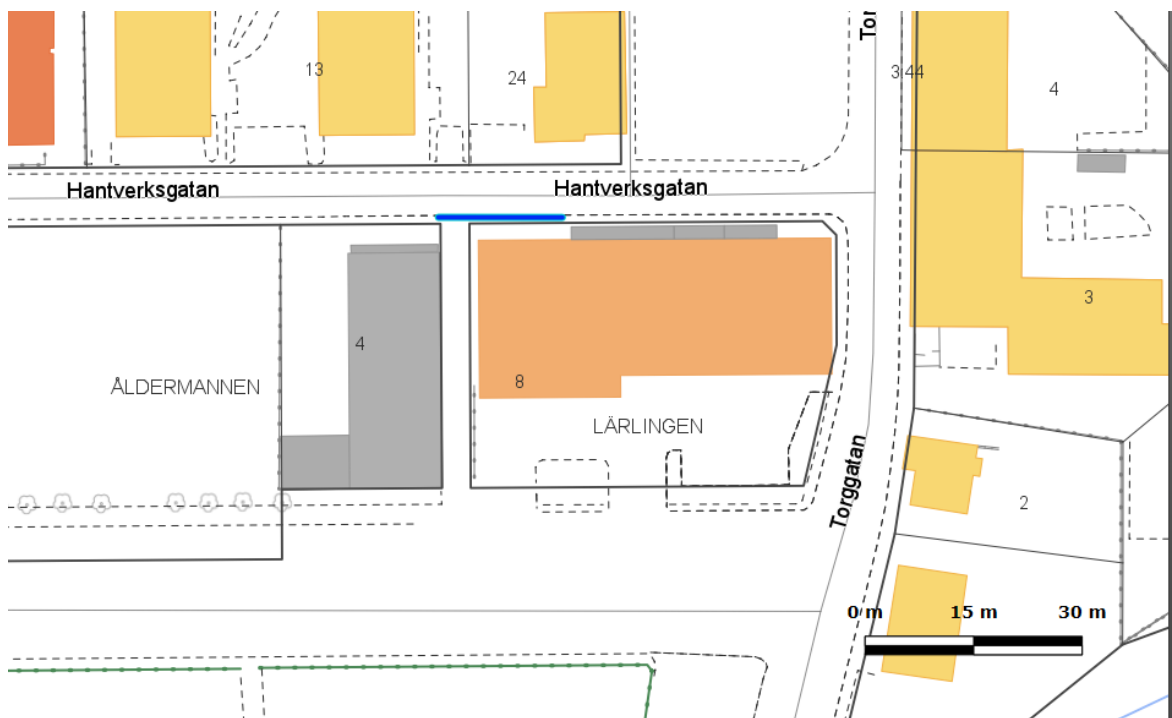 Tor
13
24
3:44
4
Hantverksgatan
Hantverksgatan
4
3
ÅLDERMANNEN
8
LÄRLINGEN
Torggatan
2
0 m 15 m 30 m